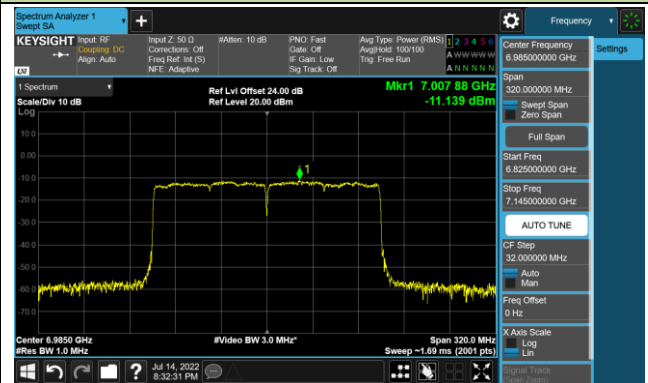 Spectrum Analyzer 1
Swept SA
Frequency
KEYSIGHT
Input: RF
Coupling: DC
Align: Auto
Input Z: 50 Ω
Corrections: Off
Freq Ref: Int (S)
NFE: Adaptive
#Atten: 10 dB
PNO: Fast
Gate: Off
IF Gain: Low
Sig Track: Off
Avg Type: Power (RMS)
Avg|Hold: 100/100
Trig: Free Run
1 2 3 4 5 6
A W W W W W
A N N N N N
LXI
1 Spectrum
Scale/Div 10 dB
Log
Ref Lvl Offset 24.00 dB
Ref Level 20.00 dBm
Mkr1 7.007 88 GHz
-11.139 dBm
10.0
0.00
-10.0
-20.0
-30.0
-40.0
-50.0
-60.0
-70.0
1
Center 6.9850 GHz
#Res BW 1.0 MHz
#Video BW 3.0 MHz*
Span 320.0 MHz
Sweep ~1.69 ms (2001 pts)
Jul 14, 2022
8:32:31 PM
Center Frequency
6.985000000 GHz
Span
320.000000 MHz
Swept Span
Zero Span
Full Span
Start Freq
6.825000000 GHz
Stop Freq
7.145000000 GHz
AUTO TUNE
CF Step
32.000000 MHz
Auto
Man
Freq Offset
0 Hz
X Axis Scale
Log
Lin
Signal Track
(Span Zoom)
Settings